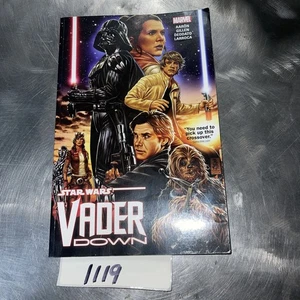 MARVEL
AARON
GILLEN
DEODATO
LARROCA
"You need to
pick up this
crossover."
STAR WARS
VADER
DOWN
1119